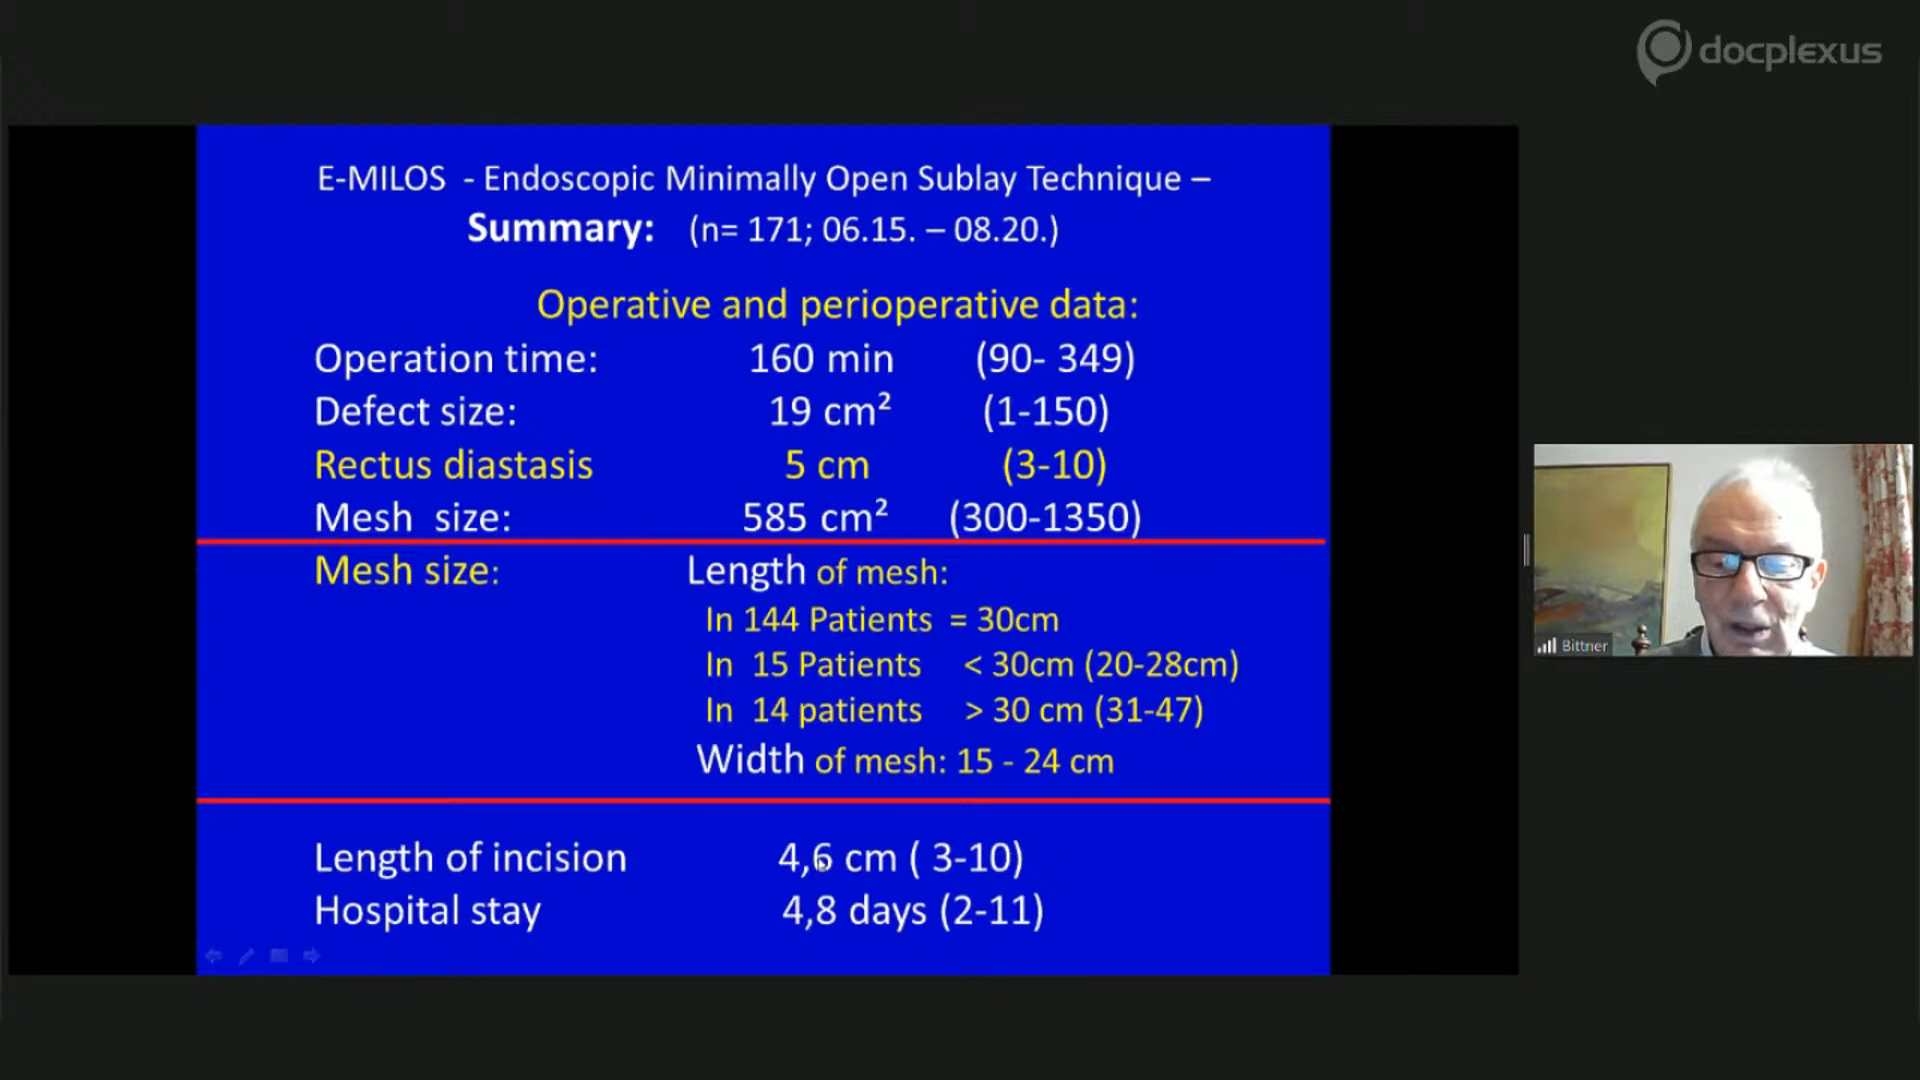 docplexus
E-MILOS - Endoscopic Minimally Open Sublay Technique –
Summary: (n= 171; 06.15. – 08.20.)
Operative and perioperative data:
Operation time: 160 min (90- 349)
Defect size: 19 cm² (1-150)
Rectus diastasis 5 cm (3-10)
Mesh size: 585 cm² (300-1350)
Mesh size: Length of mesh:
In 144 Patients = 30cm
In 15 Patients < 30cm (20-28cm)
In 14 patients > 30 cm (31-47)
Width of mesh: 15 - 24 cm
Length of incision 4,6 cm ( 3-10)
Hospital stay 4,8 days (2-11)
Bittner